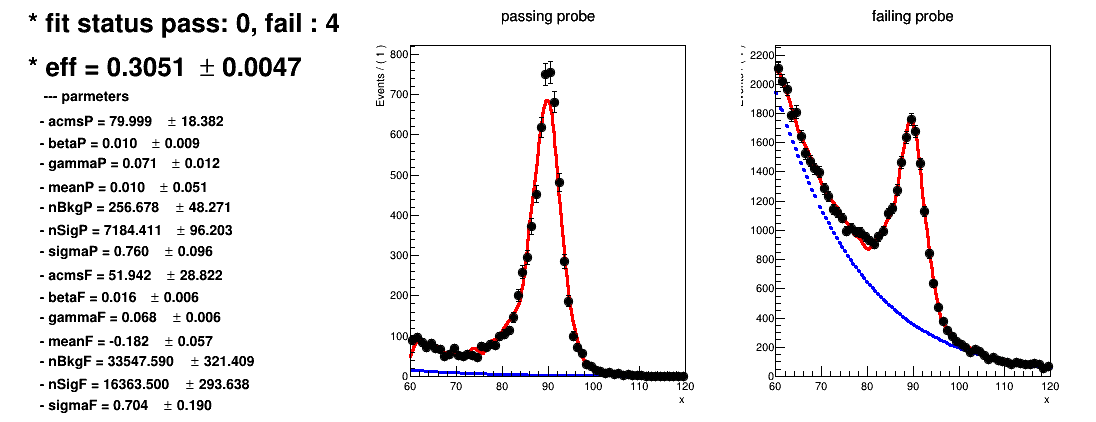 * fit status pass: 0, fail : 4
* eff = 0.3051 ± 0.0047
--- parmeters
- acmsP = 79.999 ± 18.382
- betaP = 0.010 ± 0.009
- gammaP = 0.071 ± 0.012
- meanP = 0.010 ± 0.051
- nBkgP = 256.678 ± 48.271
- nSigP = 7184.411 ± 96.203
- sigmaP = 0.760 ± 0.096
- acmsF = 51.942 ± 28.822
- betaF = 0.016 ± 0.006
- gammaF = 0.068 ± 0.006
- meanF = -0.182 ± 0.057
- nBkgF = 33547.590 ± 321.409
- nSigF = 16363.500 ± 293.638
- sigmaF = 0.704 ± 0.190
passing probe
Events / ( 1 )
800
700
600
500
400
300
200
100
0
60 70 80 90 100 110 120
x
failing probe
Events / ( 
2200
2000
1800
1600
1400
1200
1000
800
600
400
200
0
60 70 80 90 100 110 120
x